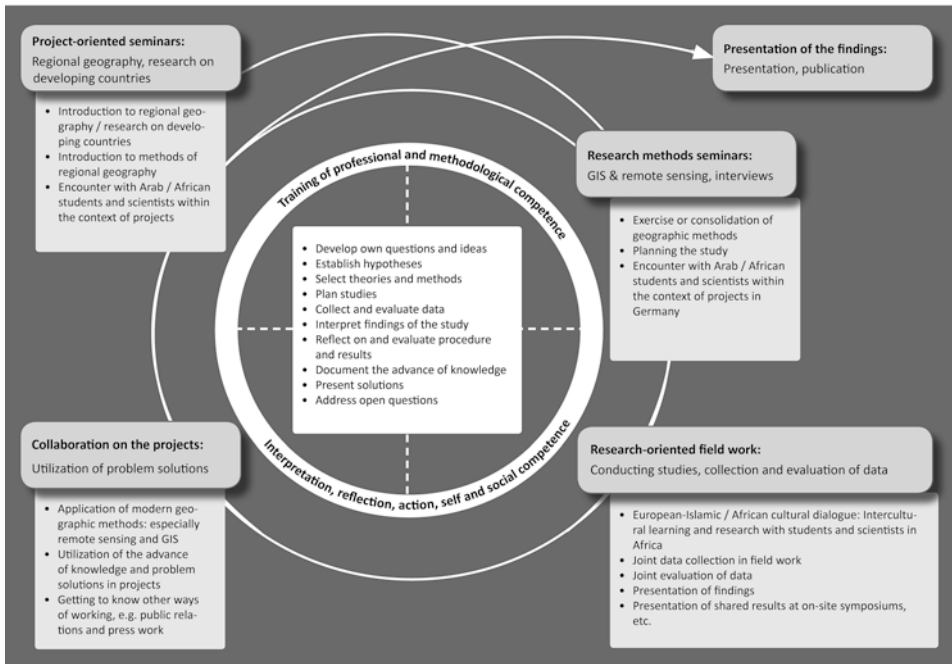 Project-oriented seminars:
Regional geography, research on
developing countries
• Introduction to regional geo-
graphy / research on develo-
ping countries
• Introduction to methods of
regional geography
• Encounter with Arab / African
students and scientists within
the context of projects
Presentation of the findings:
Presentation, publication
Research methods seminars:
GIS & remote sensing, interviews
• Exercise or consolidation of
geographic methods
• Planning the study
• Encounter with Arab / African
students and scientists within
the context of projects in
Germany
Training of professional and methodological competence
• Develop own questions and ideas
• Establish hypotheses
• Select theories and methods
• Plan studies
• Collect and evaluate data
• Interpret findings of the study
• Reflect on and evaluate procedure
and results
• Document the advance of knowledge
• Present solutions
• Address open questions
Interpretation, reflection, action, self and social competence
Collaboration on the projects:
Utilization of problem solutions
• Application of modern geo-
graphic methods: especially
remote sensing and GIS
• Utilization of the advance
of knowledge and problem
solutions in projects
• Getting to know other ways
of working, e.g. public rela-
tions and press work
Research-oriented field work:
Conducting studies, collection and evaluation of data
• European-Islamic / African cultural dialogue: Intercultu-
ral learning and research with students and scientists in
Africa
• Joint data collection in field work
• Joint evaluation of data
• Presentation of findings
• Presentation of shared results at on-site symposiums,
etc.